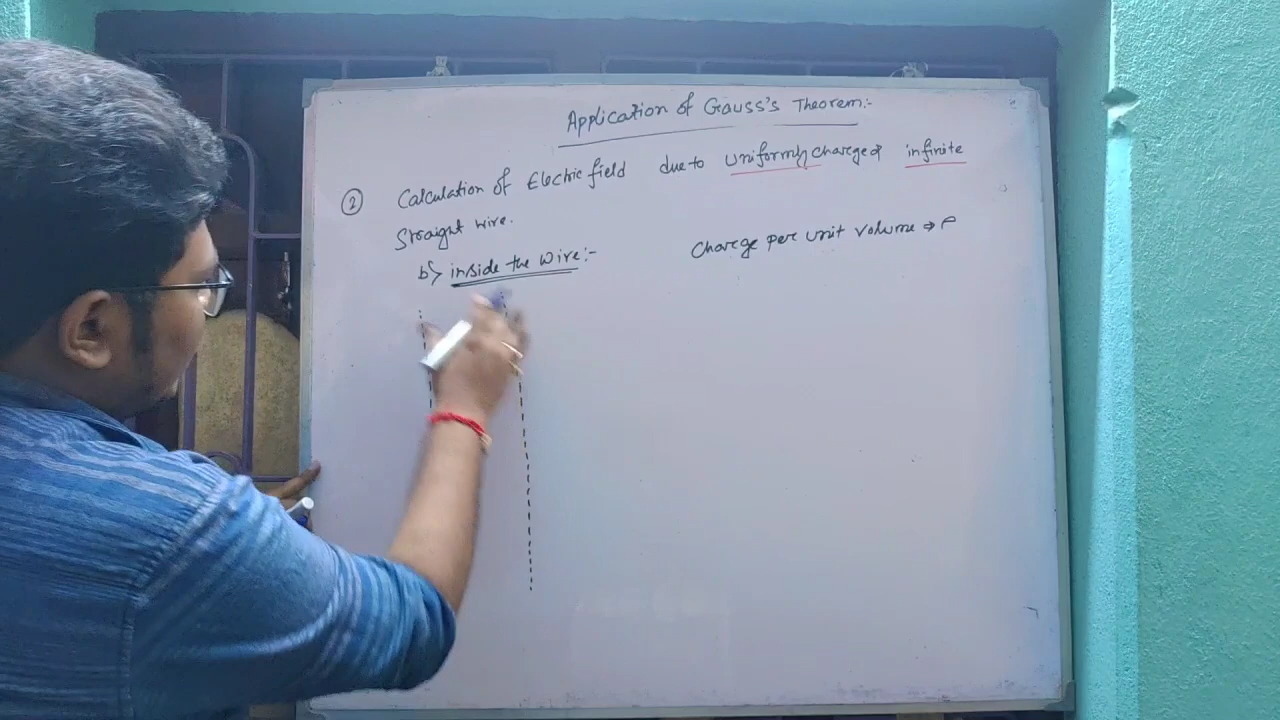 Application of Gauss's Theorem:-
② Calculation of Electric field due to uniformly charged infinite
straight wire.
b> inside the wire:-
Charge per unit volume ⇒ ρ